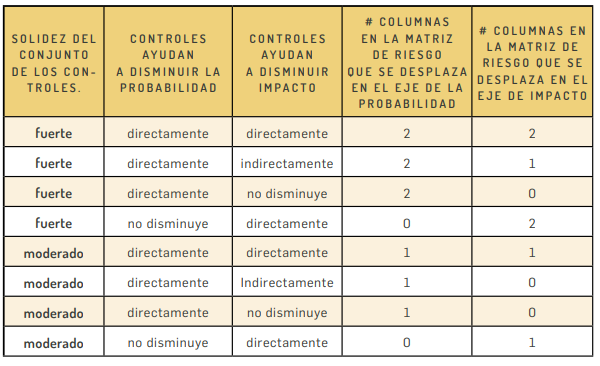 SOLIDEZ DEL CONJUNTO DE LOS CON- TROLES. | CONTROLES AYUDAN A DISMINUIR LA PROBABILIDAD | CONTROLES AYUDAN A DISMINUIR IMPACTO | # COLUMNAS EN LA MATRIZ DE RIESGO QUE SE DESPLAZA EN EL EJE DE LA PROBABILIDAD | # COLUMNAS EN LA MATRIZ DE RIESGO QUE SE DESPLAZA EN EL EJE DE IMPACTO
fuerte | directamente | directamente | 2 | 2
fuerte | directamente | indirectamente | 2 | 1
fuerte | directamente | no disminuye | 2 | 0
fuerte | no disminuye | directamente | 0 | 2
moderado | directamente | directamente | 1 | 1
moderado | directamente | Indirectamente | 1 | 0
moderado | directamente | no disminuye | 1 | 0
moderado | no disminuye | directamente | 0 | 1